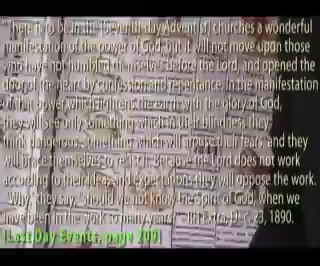 There is to be in the [Seventh-day Adventist] churches a wonderful
manifestation of the power of God, but it will not move upon those
who have not humbled themselves before the Lord, and opened the
door of the heart by confession and repentance. In the manifestation
of that power which lightens the earth with the glory of God,
they will see only something which in their blindness they
think dangerous, something which will arouse their fears, and they
will brace themselves to resist it. Because the Lord does not work
according to their ideas and expectations they will oppose the work.
"Why," they say, "should we not know the Spirit of God, when we
have been in the work so many years?"- RH Extra, Dec. 23, 1890.
(Last Day Events, page 209)